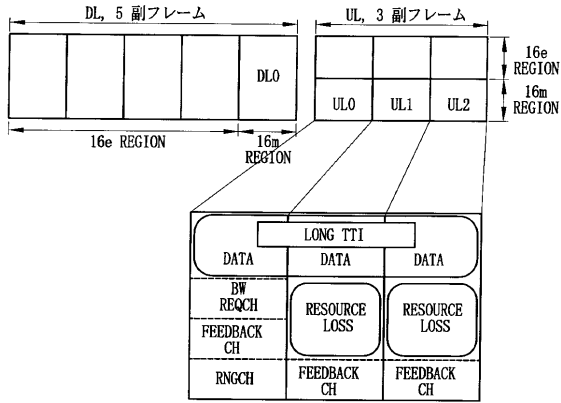 DL, 5 副フレーム
UL, 3 副フレーム
DL0
16e
REGION
UL0
UL1
UL2
16m
REGION
16e REGION
16m
REGION
LONG TTI
DATA
DATA
DATA
BW
REQCH
RESOURCE
LOSS
RESOURCE
LOSS
FEEDBACK
CH
RNGCH
FEEDBACK
CH
FEEDBACK
CH